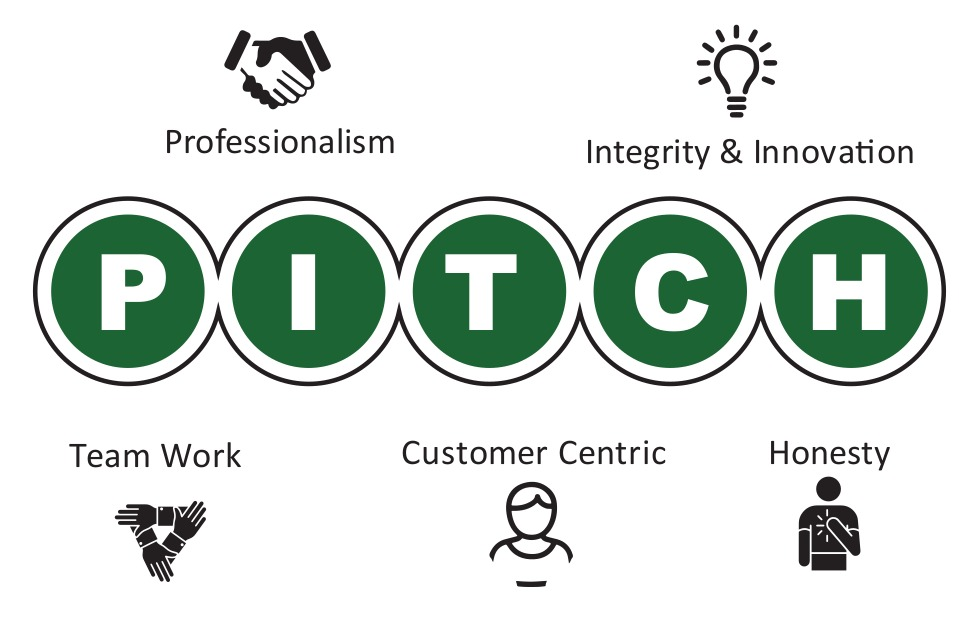 Professionalism
Integrity & Innovation
P I T C H
Team Work
Customer Centric
Honesty